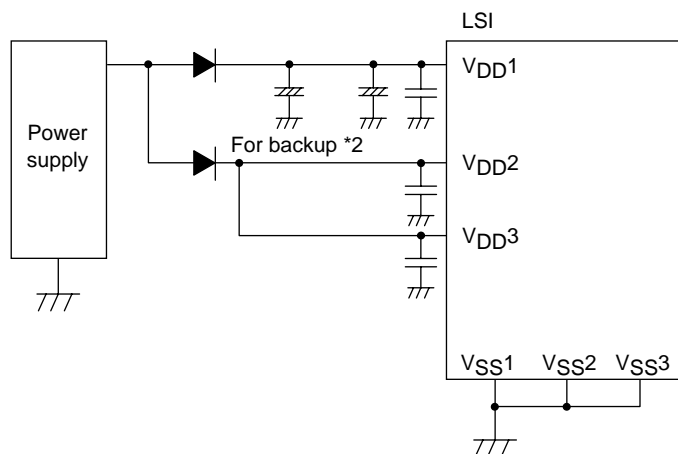 LSI
Power
supply
For backup *2
VDD1
VDD2
VDD3
VSS1 VSS2 VSS3